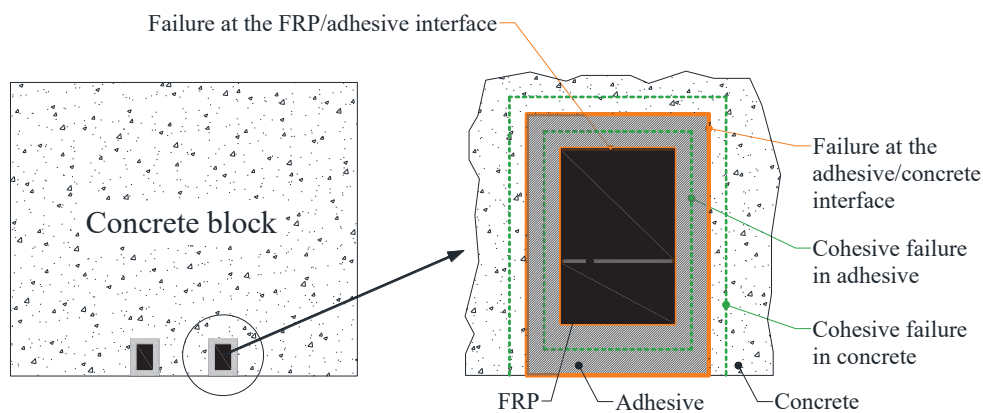 Failure at the FRP/adhesive interface
Concrete block
Failure at the
adhesive/concrete
interface
Cohesive failure
in adhesive
Cohesive failure
in concrete
FRP
Adhesive
Concrete